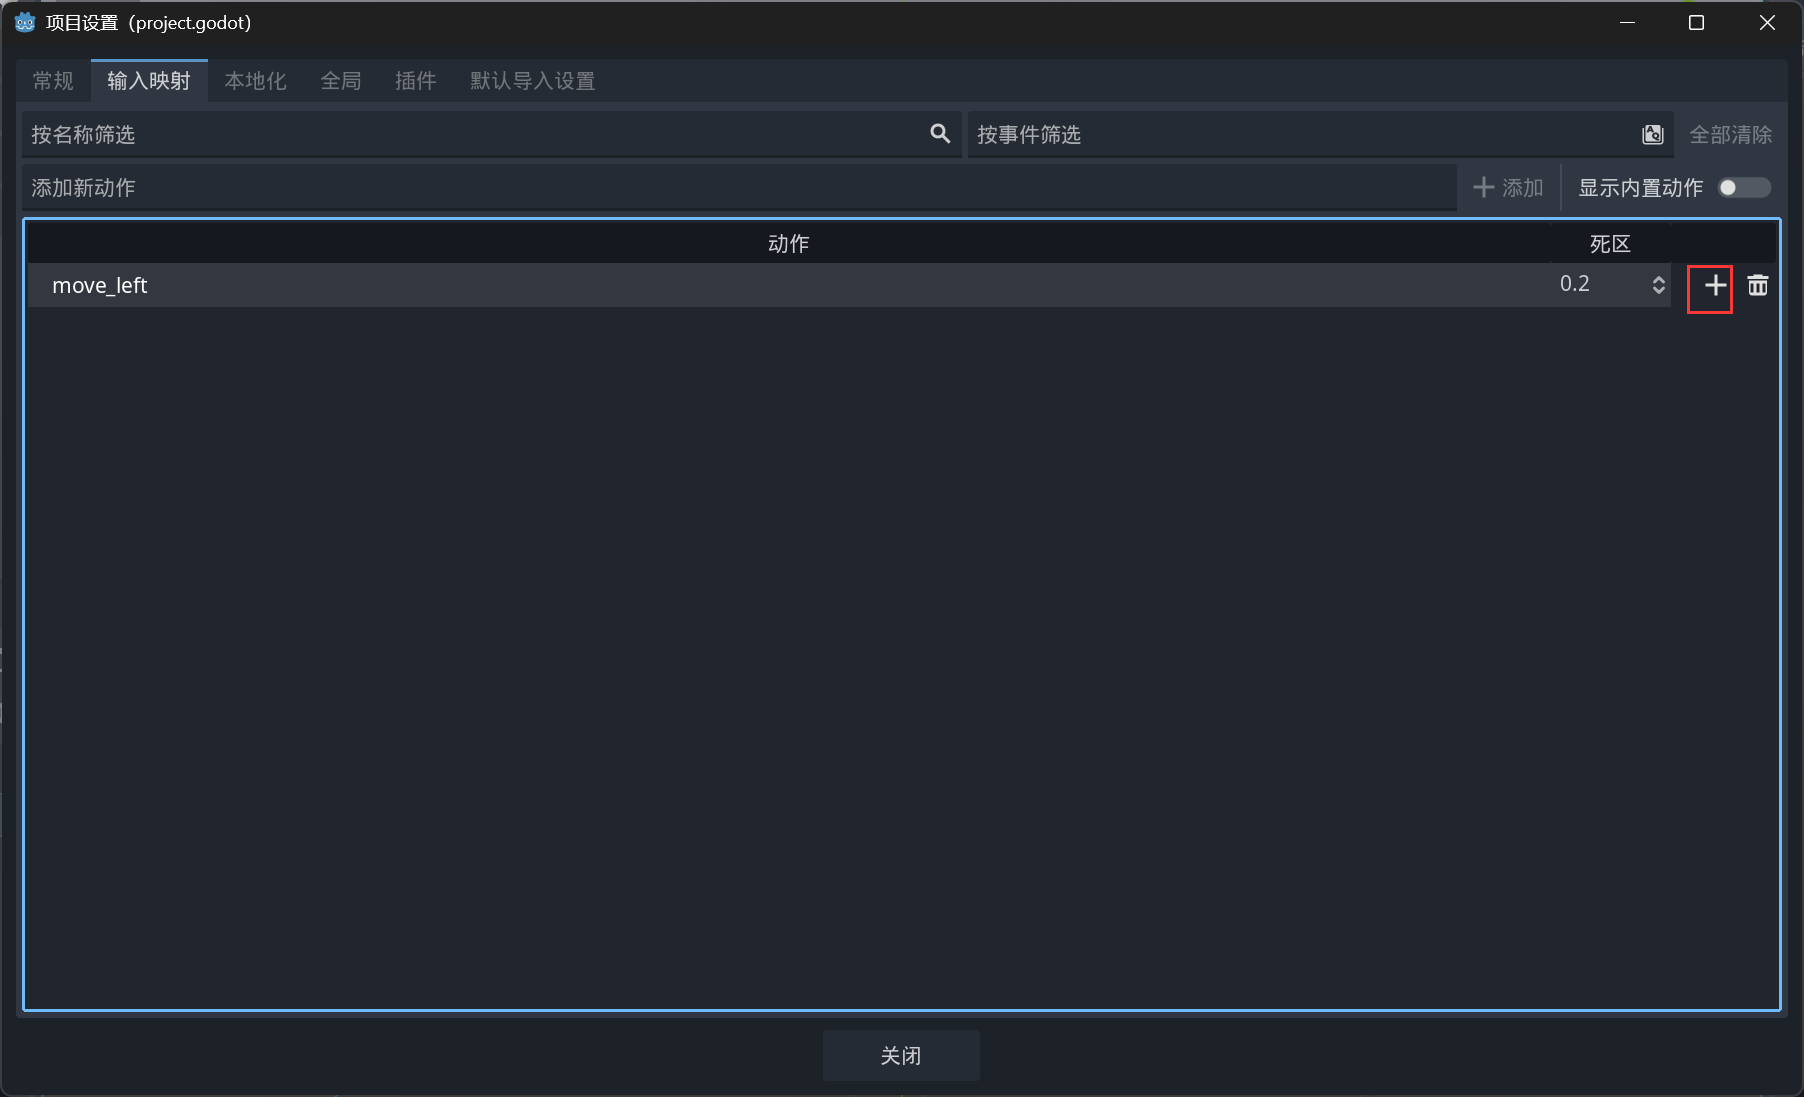 项目设置（project.godot）
常规 输入映射 本地化 全局 插件 默认导入设置
按名称筛选 按事件筛选 全部清除
添加新动作 添加 显示内置动作
动作 死区
move_left 0.2
关闭